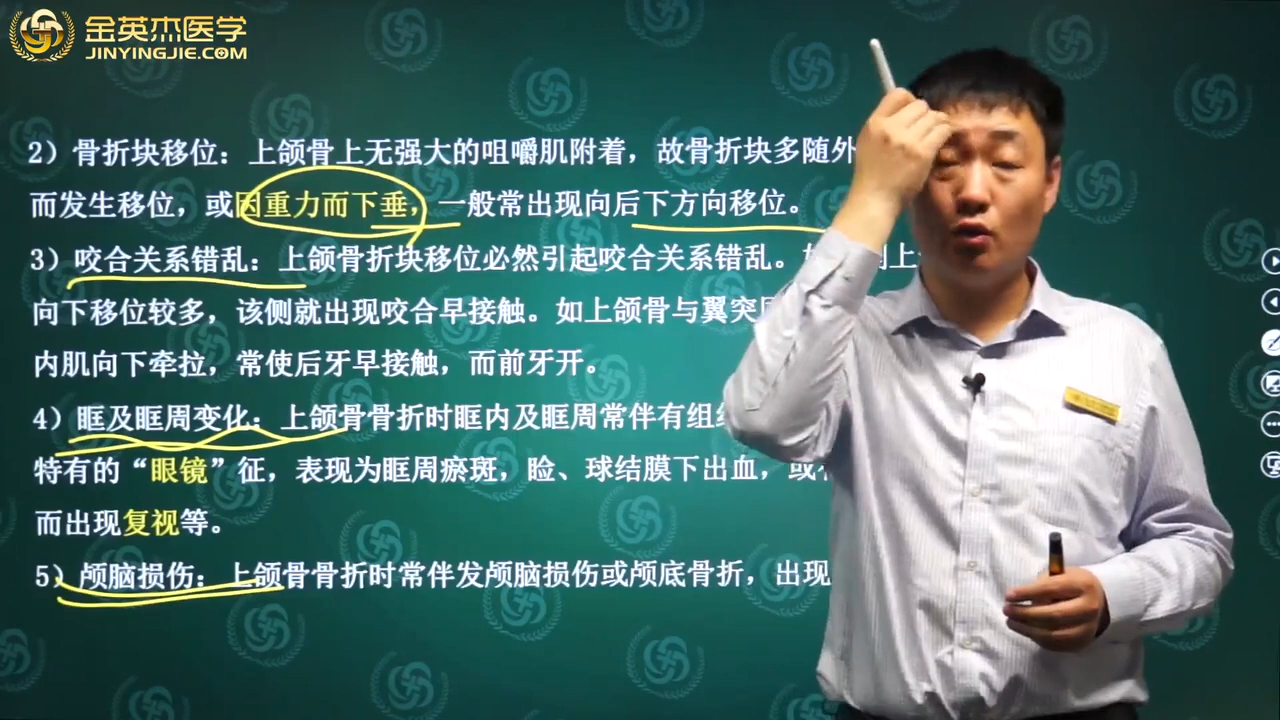 金英杰医学
JINYINGJIE.COM
2）骨折块移位：上颌骨上无强大的咀嚼肌附着，故骨折块多随外
而发生移位，或因重力而下垂，一般常出现向后下方向移位。
3）咬合关系错乱：上颌骨折块移位必然引起咬合关系错乱。如 侧上
向下移位较多，该侧就出现咬合早接触。如上颌骨与翼突
内肌向下牵拉，常使后牙早接触，而前牙开。
4）眶及眶周变化：上颌骨骨折时眶内及眶周常伴有组
特有的“眼镜”征，表现为眶周瘀斑，睑、球结膜下出血，或
而出现复视等。
5）颅脑损伤：上颌骨骨折时常伴发颅脑损伤或颅底骨折，出现